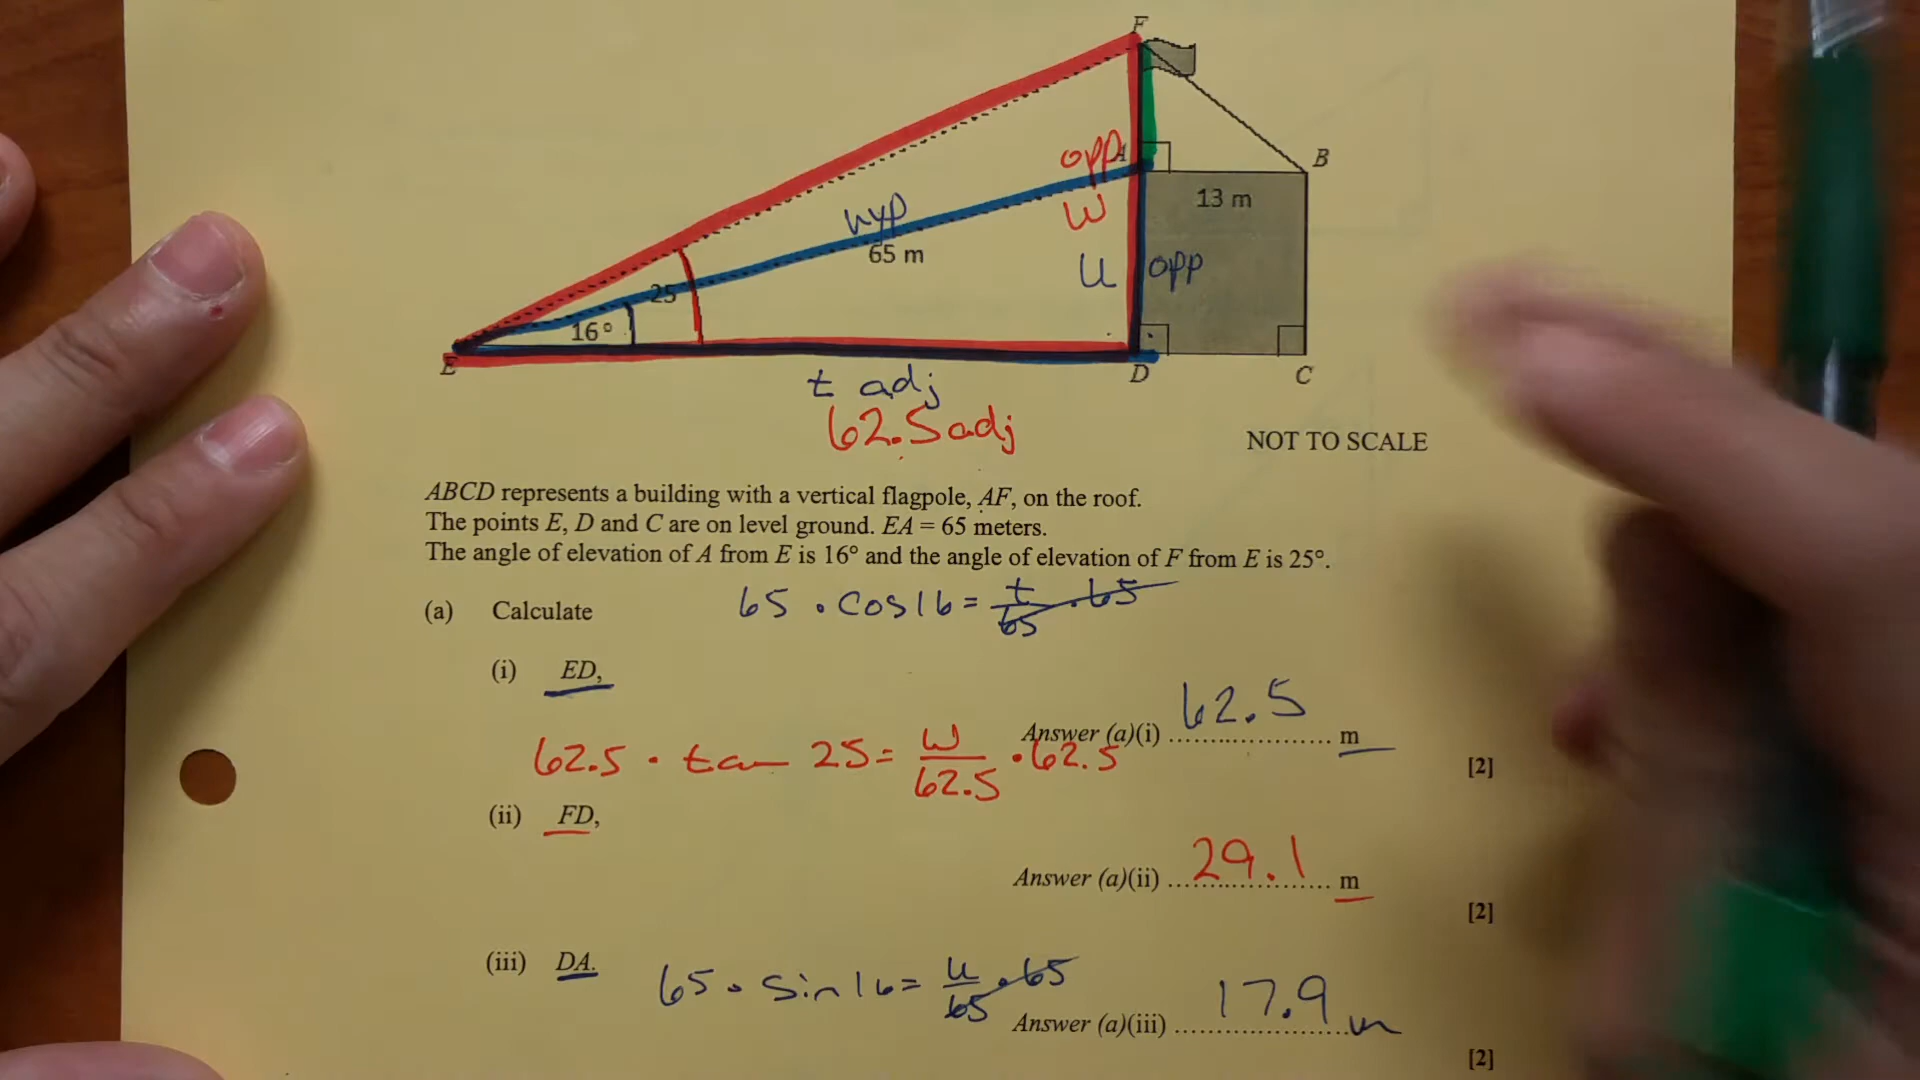 F
opp A
B
W
13 m
hyp
65 m
U opp
25
16°
E
D
C
t adj
62.5 adj
NOT TO SCALE
ABCD represents a building with a vertical flagpole, AF, on the roof.
The points E, D and C are on level ground. EA = 65 meters.
The angle of elevation of A from E is 16° and the angle of elevation of F from E is 25°.
65 • cos16 = t/65 • 65
(a) Calculate
(i) ED,
Answer (a)(i) .................... 62.5 m
[2]
62.5 • tan 25 = W/62.5 • 62.5
(ii) FD,
Answer (a)(ii) .................... 29.1 m
[2]
(iii) DA.
65 • sin16 = u/65 • 65
Answer (a)(iii) .................... 17.9 m
[2]